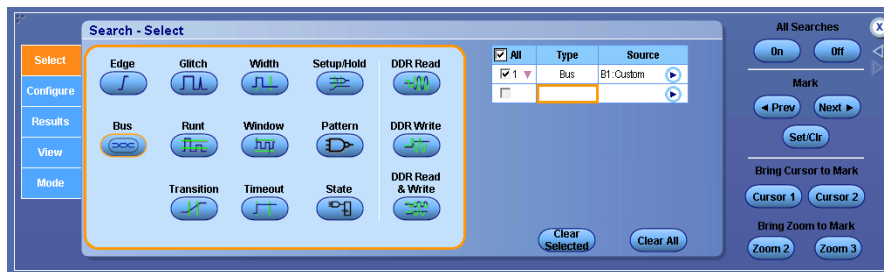 Search - Select
Select
Configure
Results
View
Mode
Edge
Glitch
Width
Setup/Hold
DDR Read
Bus
Runt
Window
Pattern
DDR Write
Transition
Timeout
State
DDR Read
& Write
All Type Source
1 Bus B1:Custom
Clear
Selected
Clear All
All Searches
X
On Off
Mark
Prev Next
Set/Clr
Bring Cursor to Mark
Cursor 1 Cursor 2
Bring Zoom to Mark
Zoom 2 Zoom 3